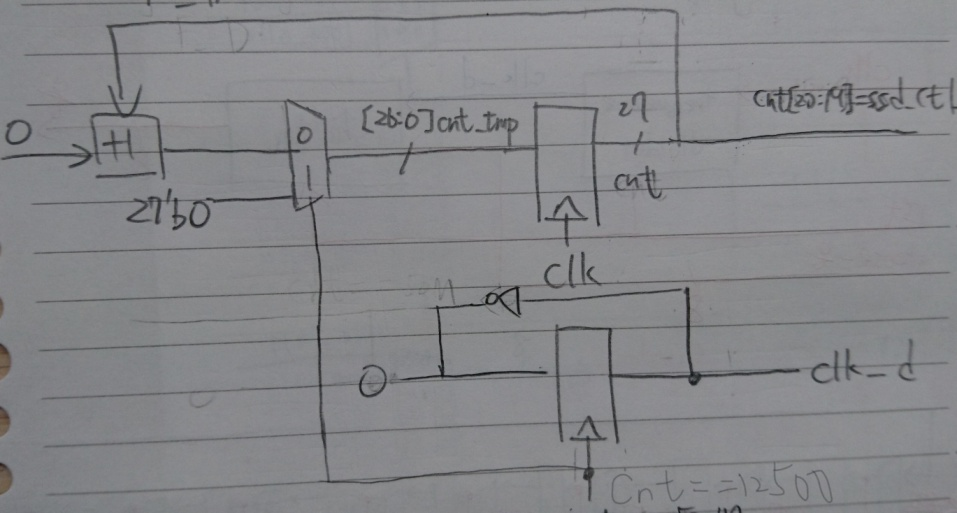 0
+1
27'b0
0
1
[26:0]cnt_tmp
27
cnt
cnt[20:19]=ssd_ctl
clk
0
clk_d
cnt==12500